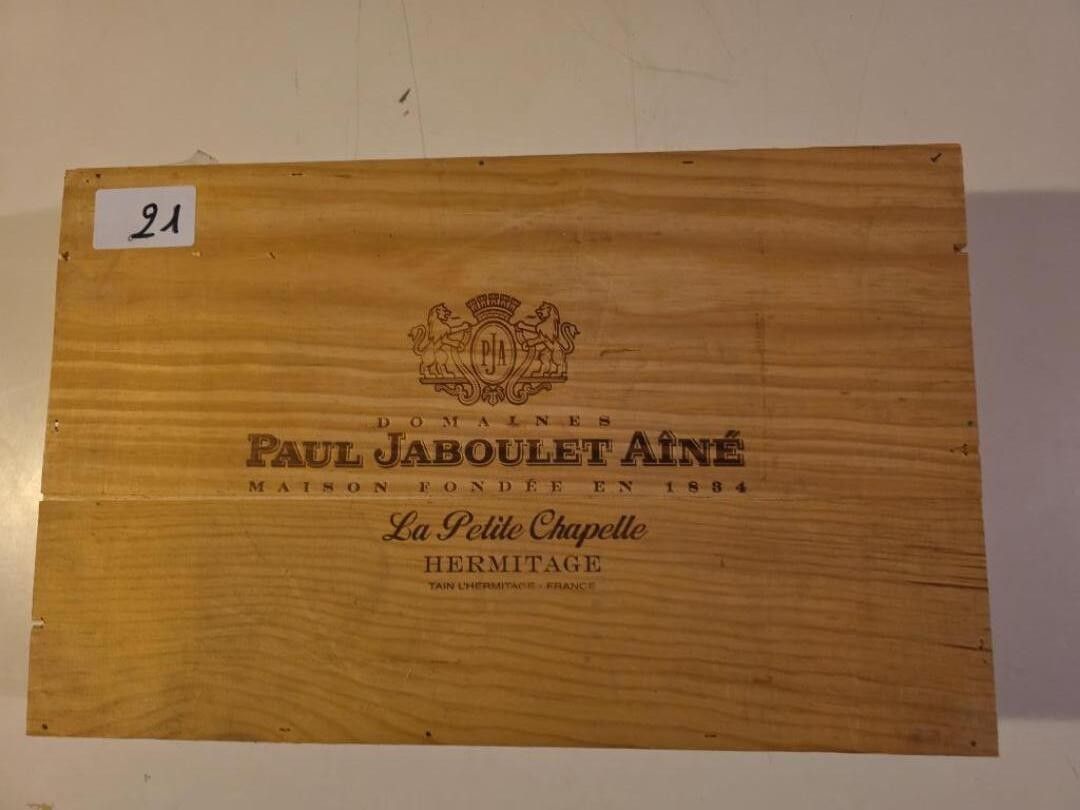 21
PJA
DOMAINES
PAUL JABOULET AÎNÉ
MAISON FONDÉE EN 1834
La Petite Chapelle
HERMITAGE
TAIN L'HERMITAGE - FRANCE